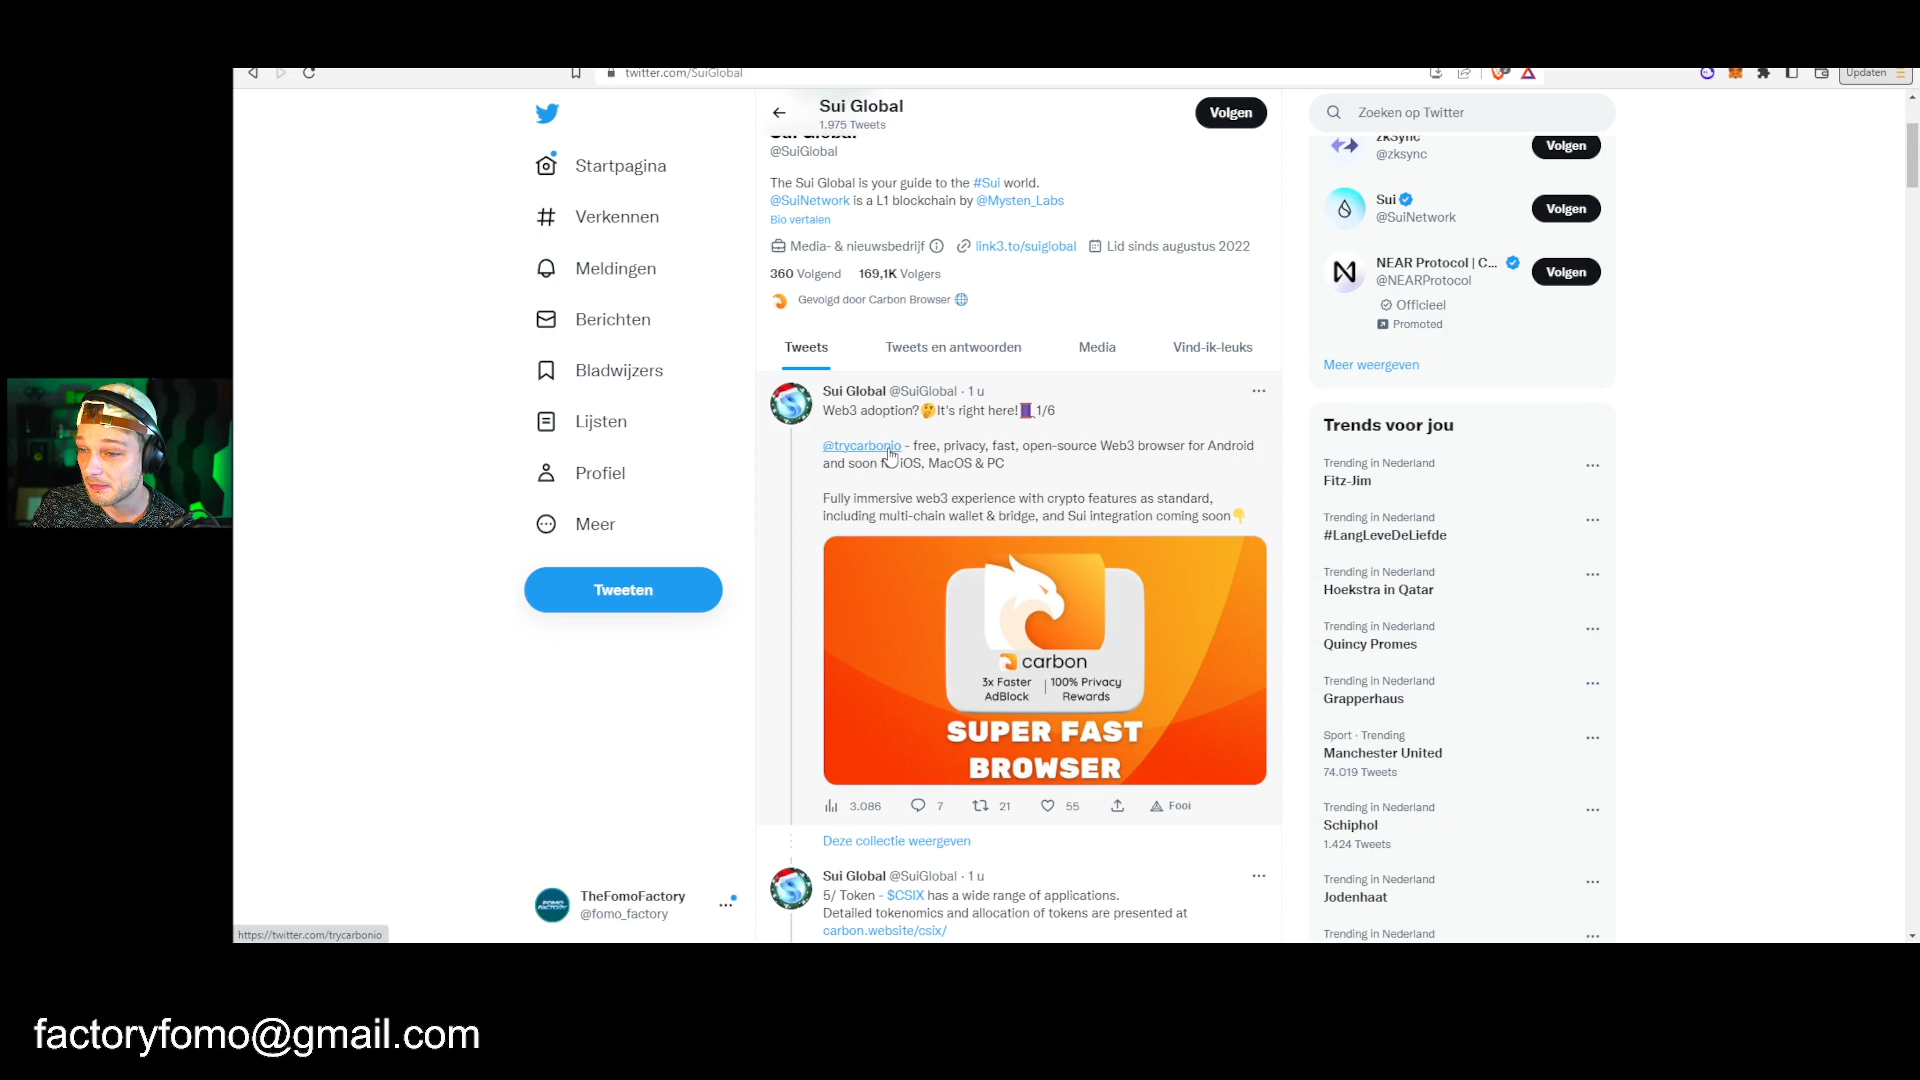 twitter.com/SuiGlobal
Updaten
Startpagina
Verkennen
Meldingen
Berichten
Bladwijzers
Lijsten
Profiel
Meer
Tweeten
TheFomoFactory
@fomo_factory
https://twitter.com/trycarbonio
Sui Global
1.975 Tweets
Volgen
Sui Global
@SuiGlobal
The Sui Global is your guide to the #Sui world.
@SuiNetwork is a L1 blockchain by @Mysten_Labs
Bio vertalen
Media- & nieuwsbedrijf link3.to/suiglobal Lid sinds augustus 2022
360 Volgend 169,1K Volgers
Gevolgd door Carbon Browser
Tweets Tweets en antwoorden Media Vind-ik-leuks
Sui Global @SuiGlobal · 1 u
Web3 adoption?🤔It's right here!🧵1/6
@trycarbonio - free, privacy, fast, open-source Web3 browser for Android
and soon iOS, MacOS & PC
Fully immersive web3 experience with crypto features as standard,
including multi-chain wallet & bridge, and Sui integration coming soon👇
carbon
3x Faster | 100% Privacy
AdBlock Rewards
SUPER FAST
BROWSER
3.086 7 21 55 Fooi
Deze collectie weergeven
Sui Global @SuiGlobal · 1 u
5/ Token - $CSIX has a wide range of applications.
Detailed tokenomics and allocation of tokens are presented at
carbon.website/csix/
Zoeken op Twitter
zkSync
@zksync
Volgen
Sui
@SuiNetwork
Volgen
NEAR Protocol | C...
@NEARProtocol
Officieel
Promoted
Volgen
Meer weergeven
Trends voor jou
Trending in Nederland
Fitz-Jim
Trending in Nederland
#LangLeveDeLiefde
Trending in Nederland
Hoekstra in Qatar
Trending in Nederland
Quincy Promes
Trending in Nederland
Grapperhaus
Sport · Trending
Manchester United
74.019 Tweets
Trending in Nederland
Schiphol
1.424 Tweets
Trending in Nederland
Jodenhaat
Trending in Nederland
factoryfomo@gmail.com